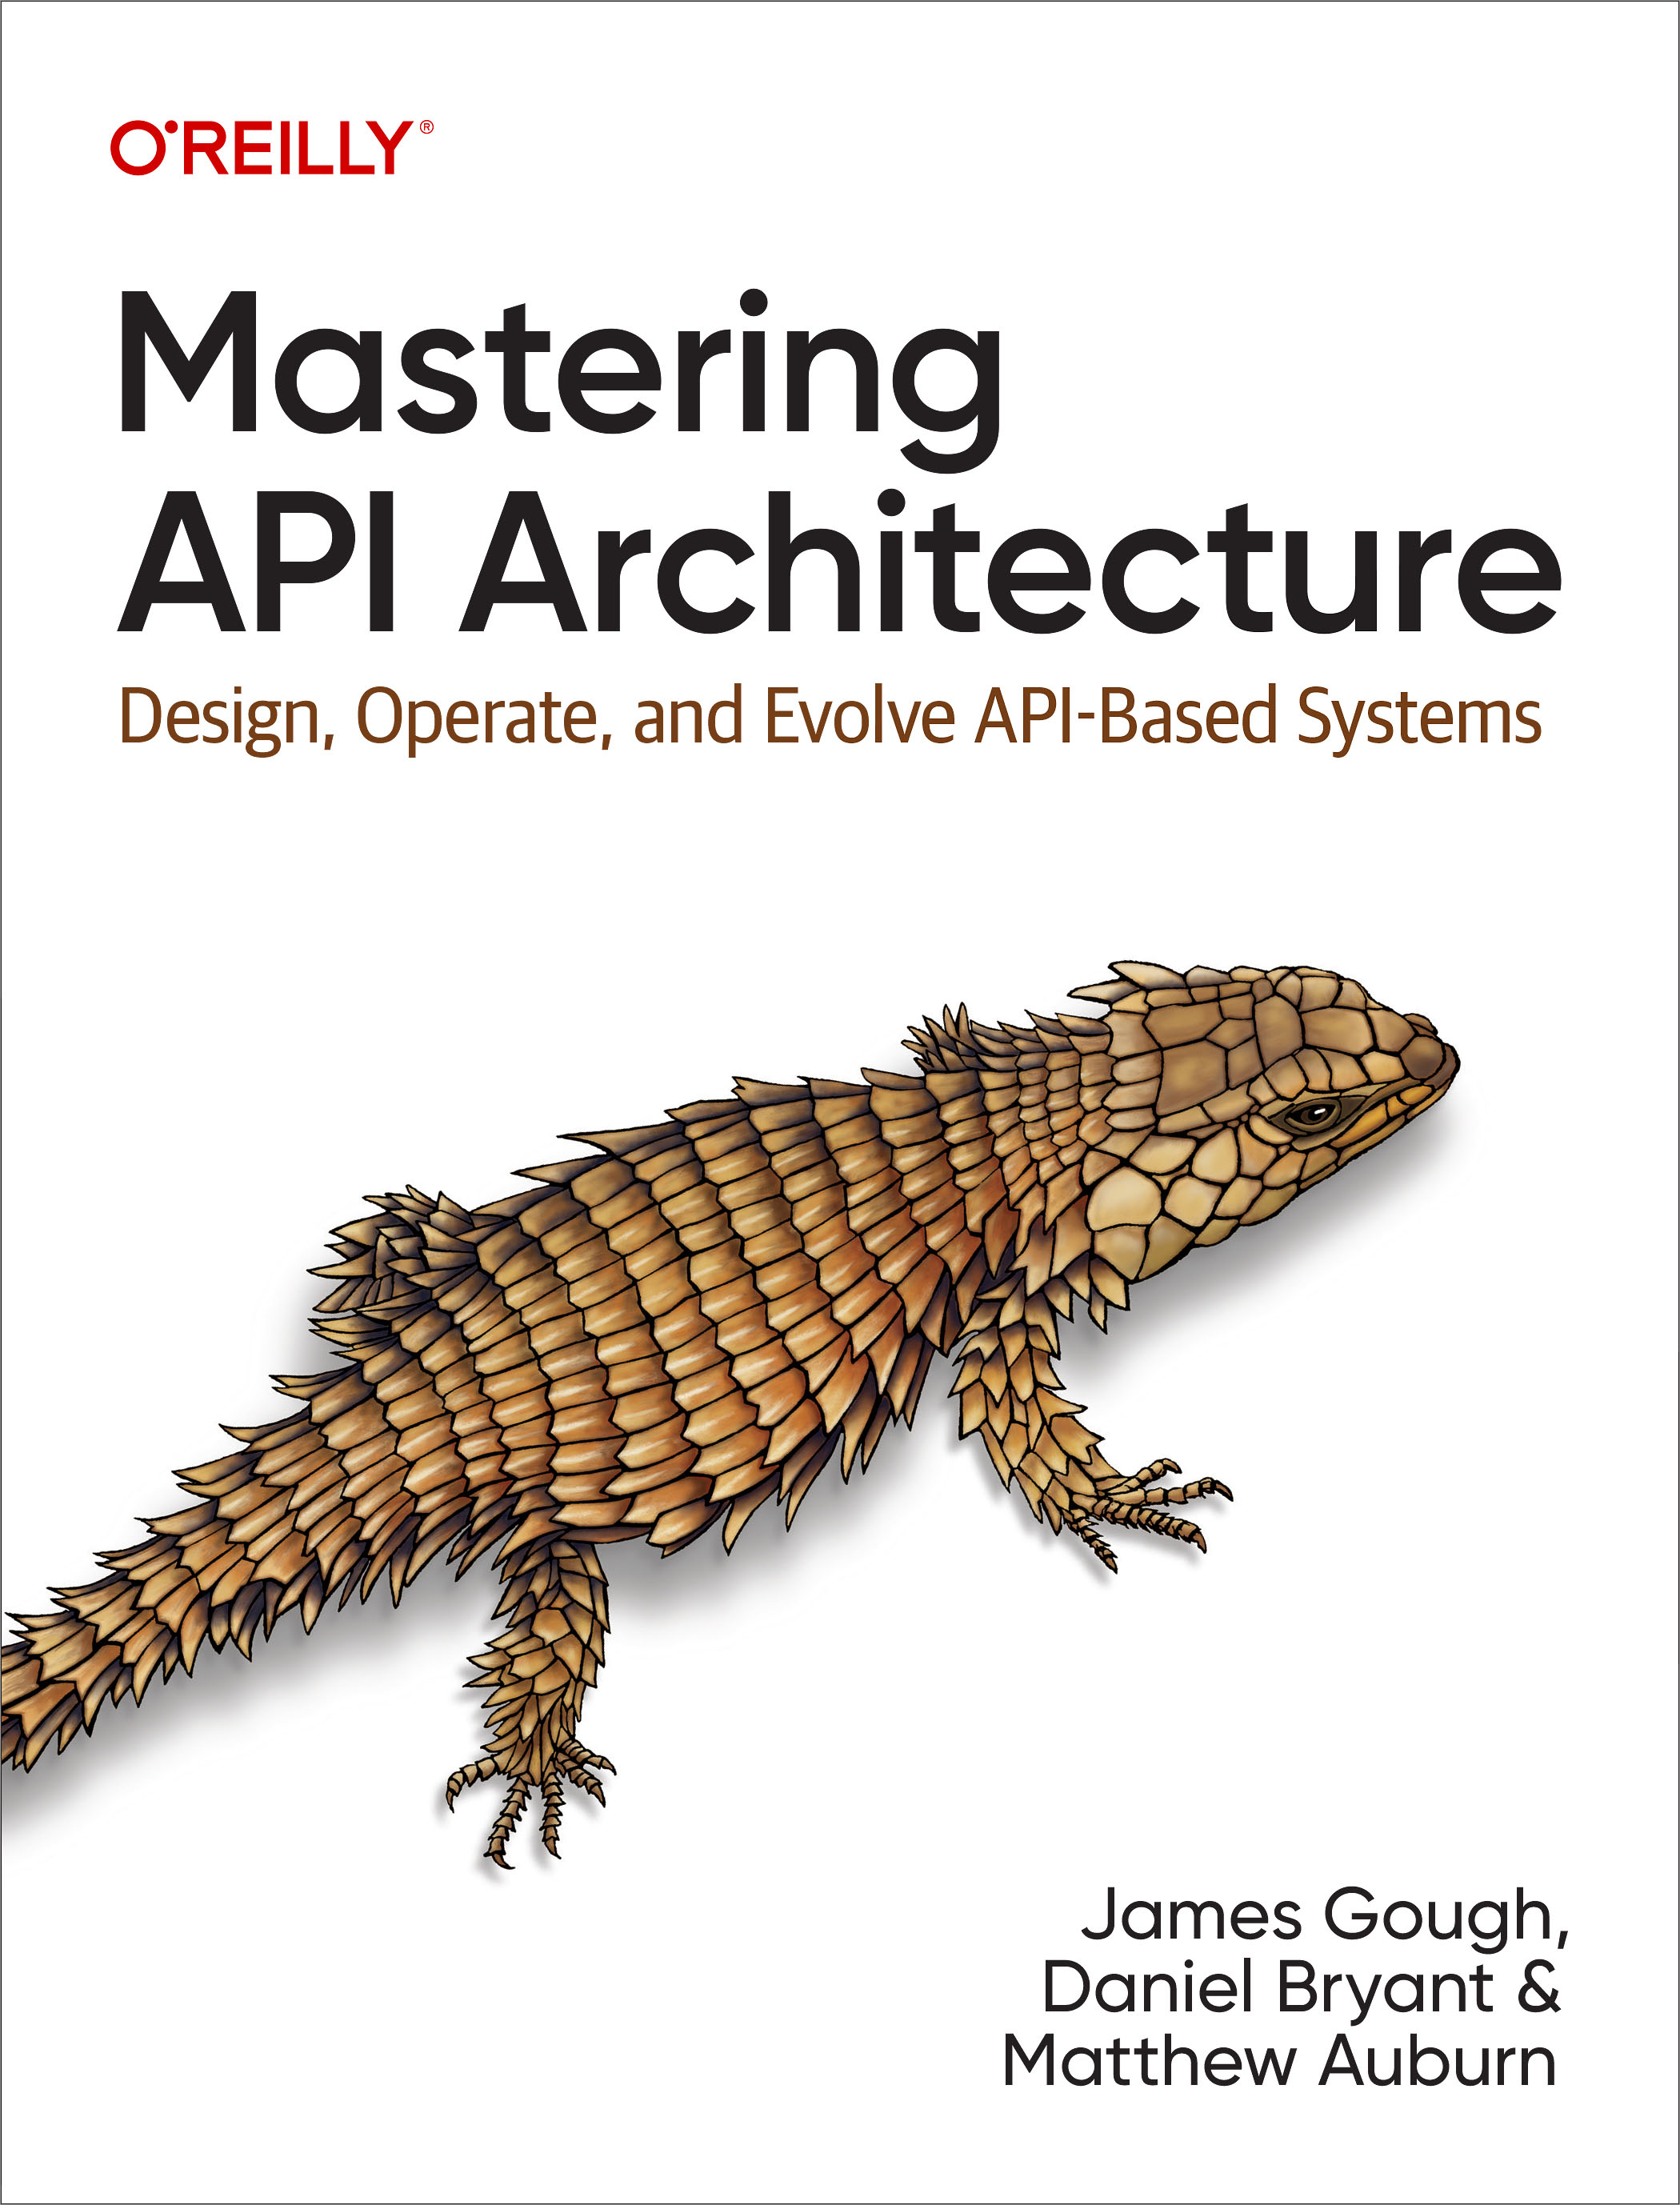 O'REILLY®
Mastering
API Architecture
Design, Operate, and Evolve API-Based Systems
James Gough,
Daniel Bryant &
Matthew Auburn